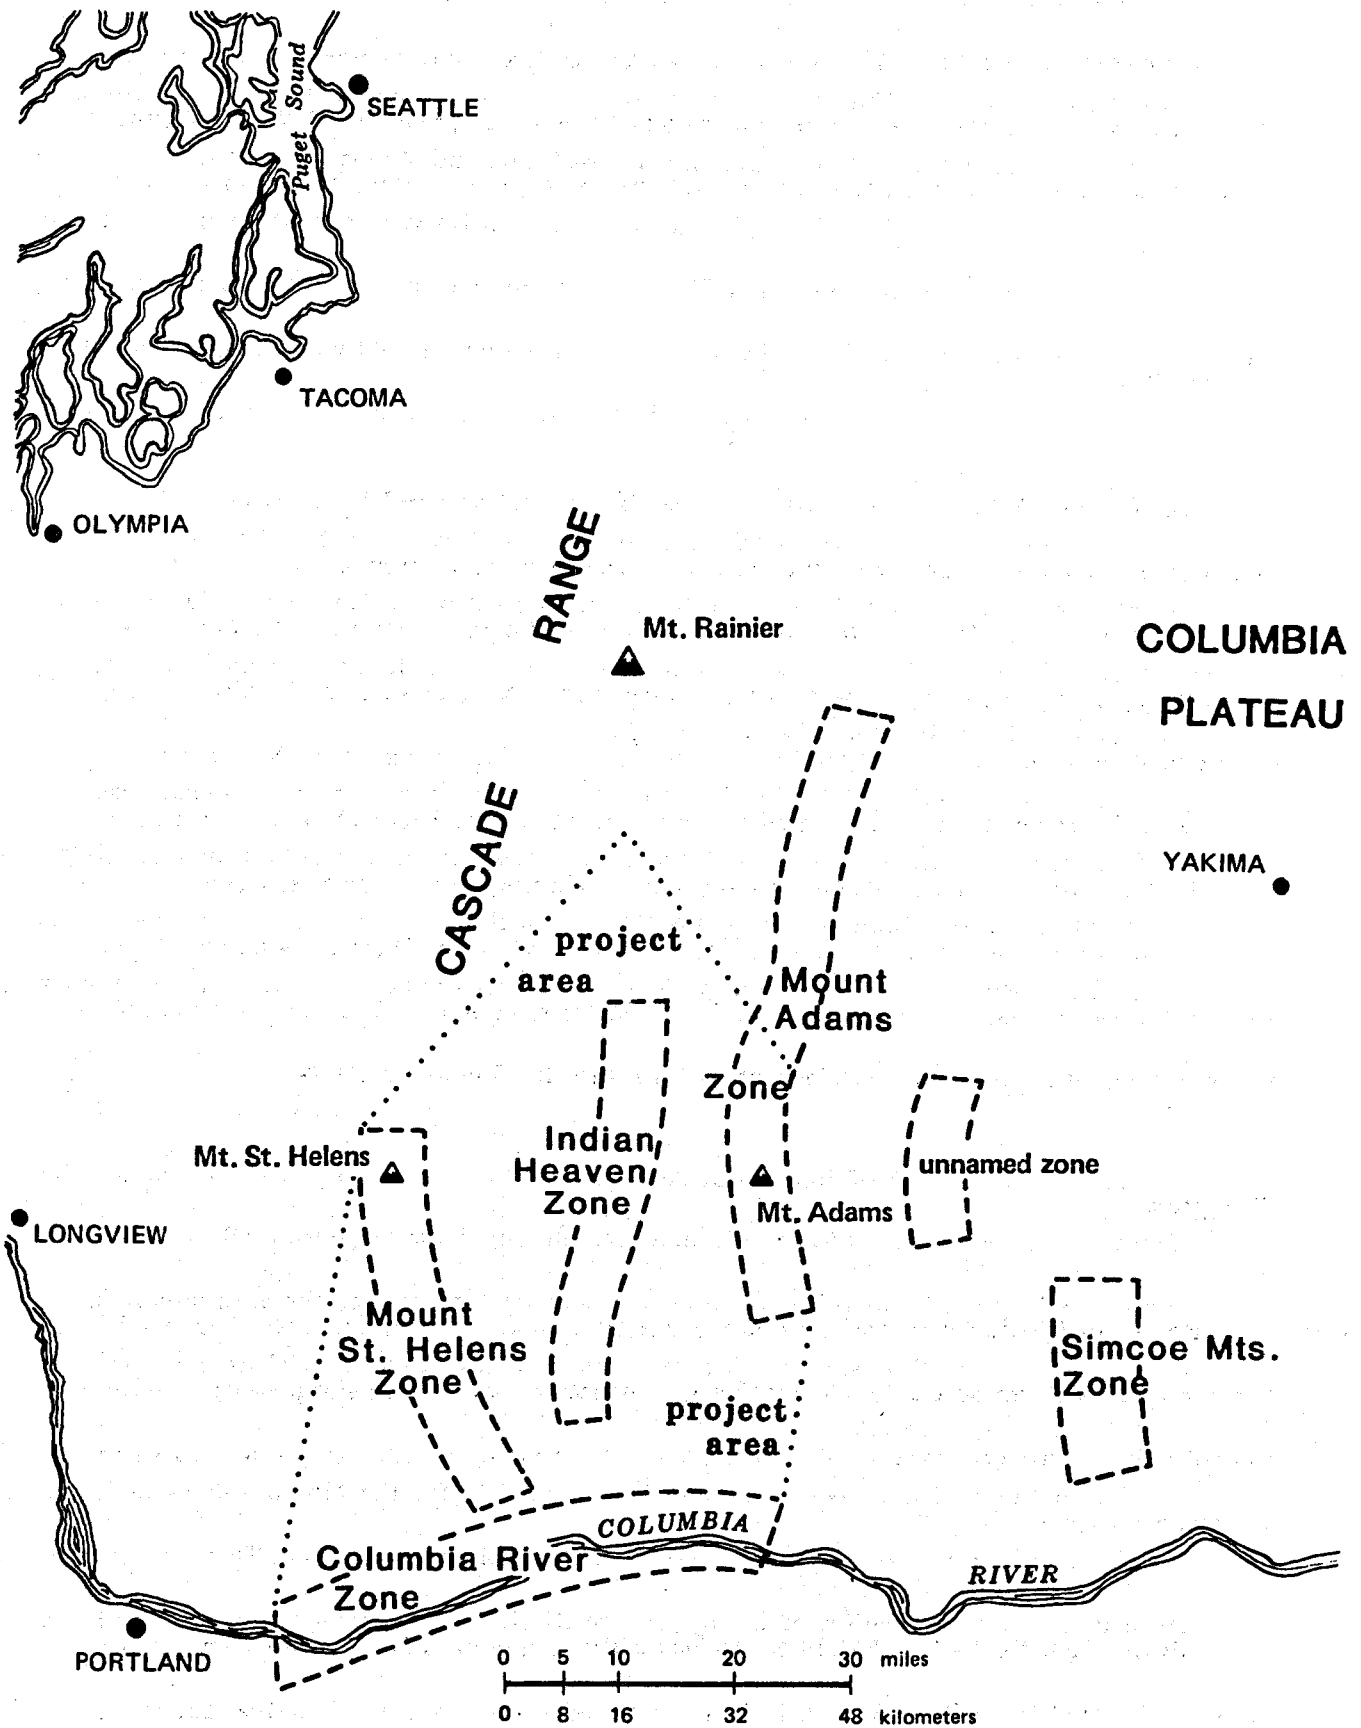 Puget Sound
SEATTLE
TACOMA
OLYMPIA
CASCADE RANGE
Mt. Rainier
COLUMBIA
PLATEAU
YAKIMA
project
area
Mount
Adams
Zone
Mt. St. Helens
Indian
Heaven
Zone
unnamed zone
Mt. Adams
LONGVIEW
Mount
St. Helens
Zone
Simcoe Mts.
Zone
project
area
COLUMBIA RIVER
Columbia River
Zone
PORTLAND
0 5 10 20 30 miles
0 8 16 32 48 kilometers